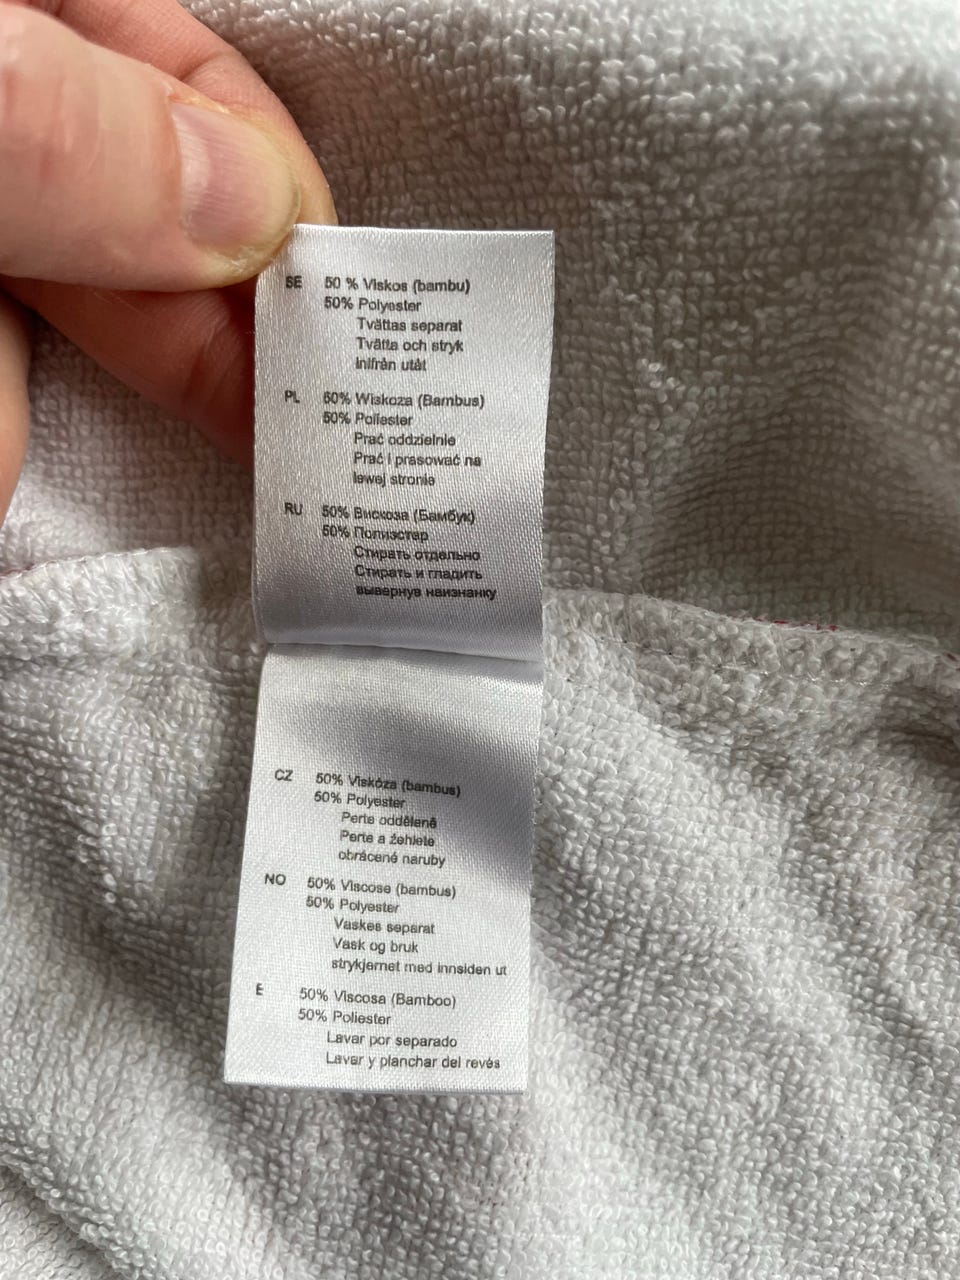 SE 50 % Viskos (bambu)
50% Polyester
Tvättas separat
Tvätta och stryk
Inifrån utåt
PL 50% Wiskoza (Bambus)
50% Poliester
Prać oddzielnie
Prać i prasować na
lewej stronie
RU 50% Вискоза (Бамбук)
50% Полиэстер
Стирать отдельно
Стирать и гладить
вывернув наизнанку
CZ 50% Viskóza (bambus)
50% Polyester
Perte odděleně
Perte a žehlete
obrácené naruby
NO 50% Viscose (bambus)
50% Polyester
Vaskes separat
Vask og bruk
strykjernet med innsiden ut
E 50% Viscosa (Bamboo)
50% Poliester
Lavar por separado
Lavar y planchar del revés